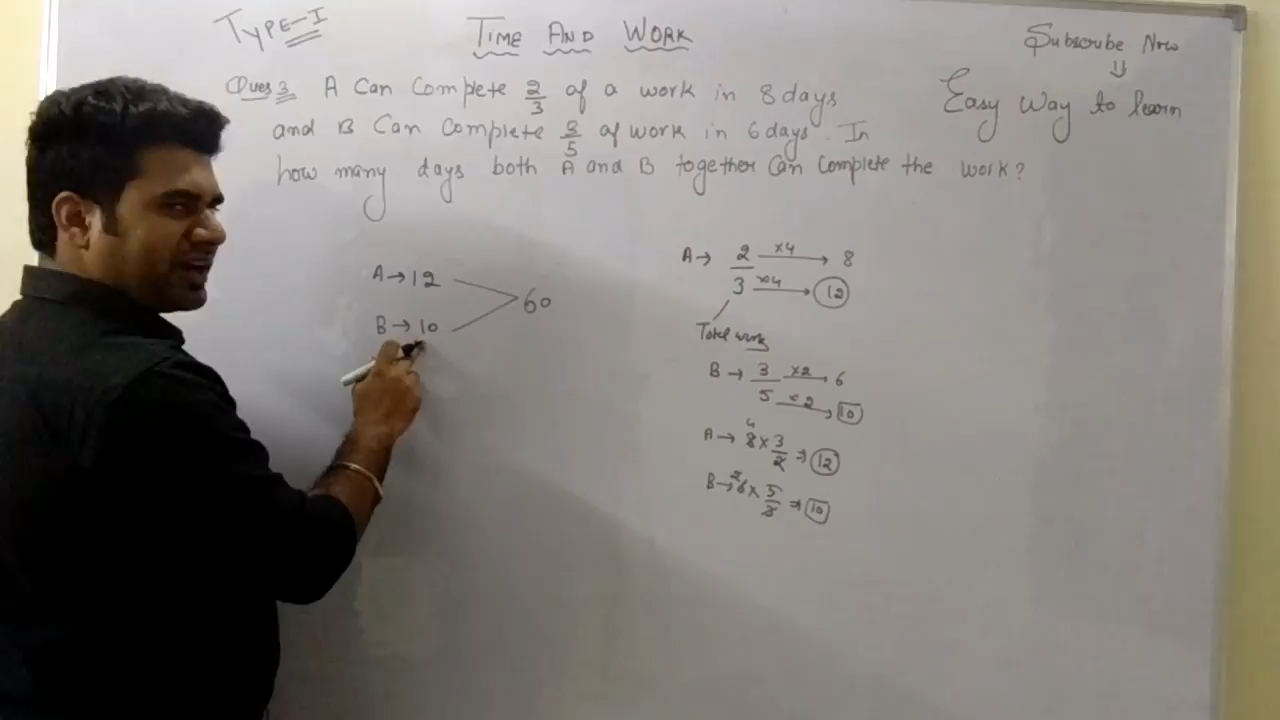 TYPE-I
TIME AND WORK
Subscribe Now
Easy Way to learn
Ques 3. A Can Complete 2/3 of a work in 8 days
and B Can Complete 3/5 of work in 6 days. In
how many days both A and B together Can Complete the work?
A → 12
B → 10
60
A → 2 ×4 → 8
3 ×4 → 12
Total work
B → 3 ×2 → 6
5 ×2 → 10
A → 8 4 × 3/2 ⇒ 12
B → 6 2 × 5/3 ⇒ 10